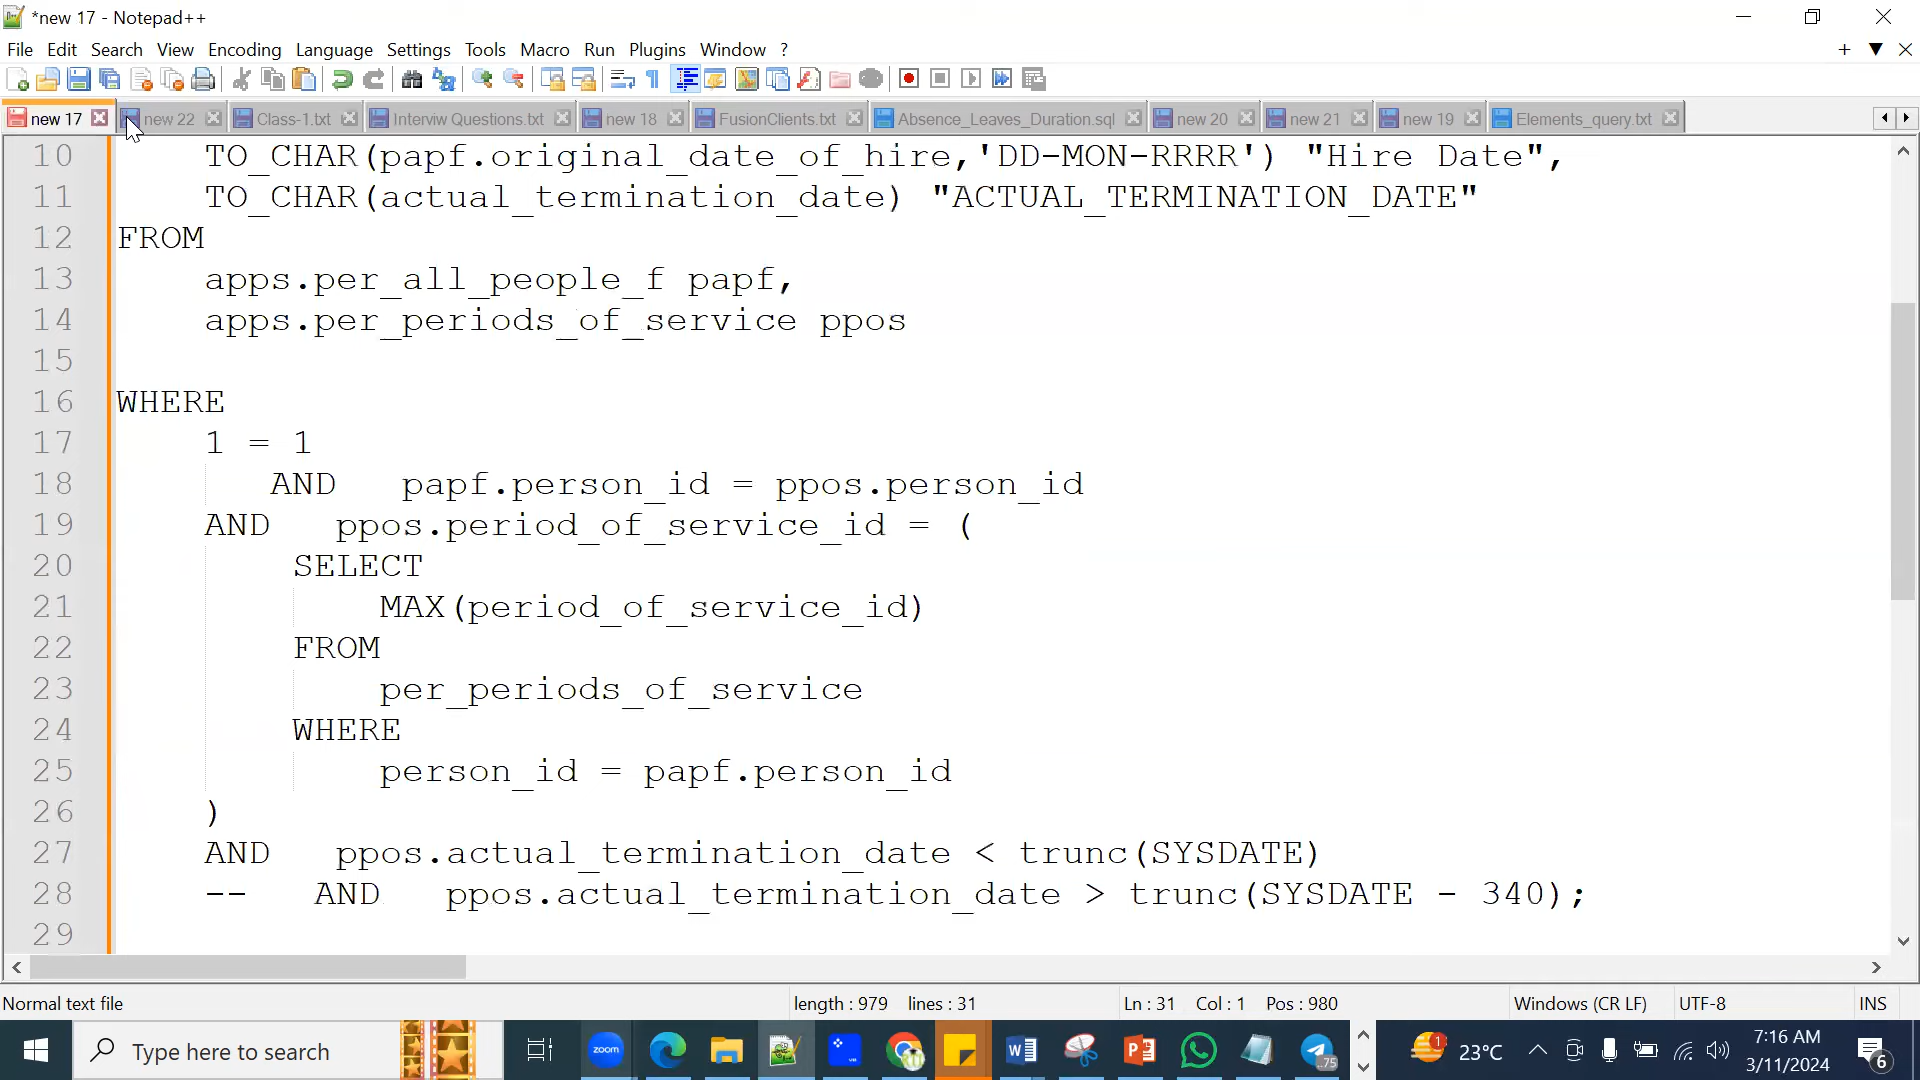 *new 17 - Notepad++
File Edit Search View Encoding Language Settings Tools Macro Run Plugins Window ?
new 17 new 22 Class-1.txt Interviw Questions.txt new 18 FusionClients.txt Absence_Leaves_Duration.sql new 20 new 21 new 19 Elements_query.txt
10 TO_CHAR(papf.original_date_of_hire,'DD-MON-RRRR') "Hire Date",
11 TO_CHAR(actual_termination_date) "ACTUAL_TERMINATION_DATE"
12 FROM
13 apps.per_all_people_f papf,
14 apps.per_periods_of_service ppos
15
16 WHERE
17 1 = 1
18 AND papf.person_id = ppos.person_id
19 AND ppos.period_of_service_id = (
20 SELECT
21 MAX(period_of_service_id)
22 FROM
23 per_periods_of_service
24 WHERE
25 person_id = papf.person_id
26 )
27 AND ppos.actual_termination_date < trunc(SYSDATE)
28 -- AND ppos.actual_termination_date > trunc(SYSDATE - 340);
29
Normal text file length : 979 lines : 31 Ln : 31 Col : 1 Pos : 980 Windows (CR LF) UTF-8 INS
Type here to search zoom 75 1 23°C 7:16 AM 6
3/11/2024